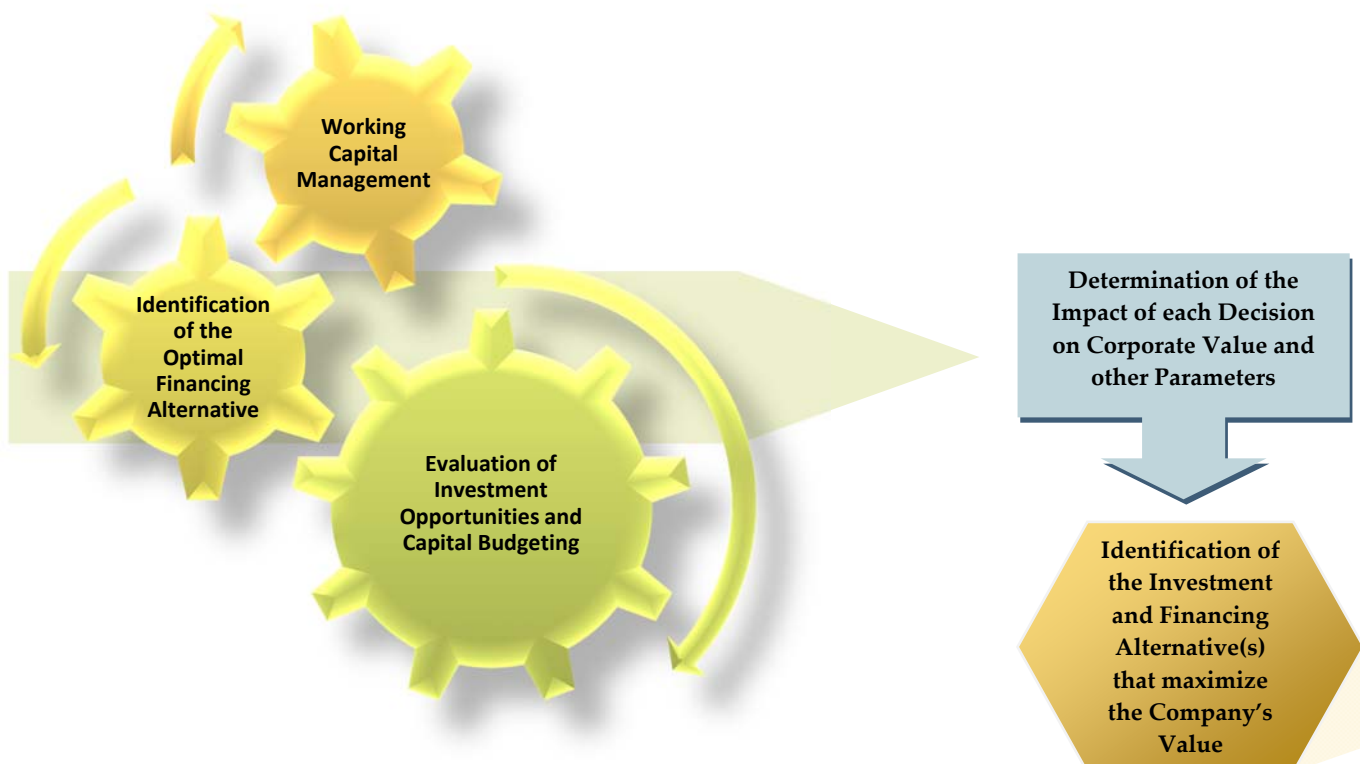 Working
Capital
Management
Identification
of the
Optimal
Financing
Alternative
Evaluation of
Investment
Opportunities and
Capital Budgeting
Determination of the
Impact of each Decision
on Corporate Value and
other Parameters
Identification of
the Investment
and Financing
Alternative(s)
that maximize
the Company’s
Value